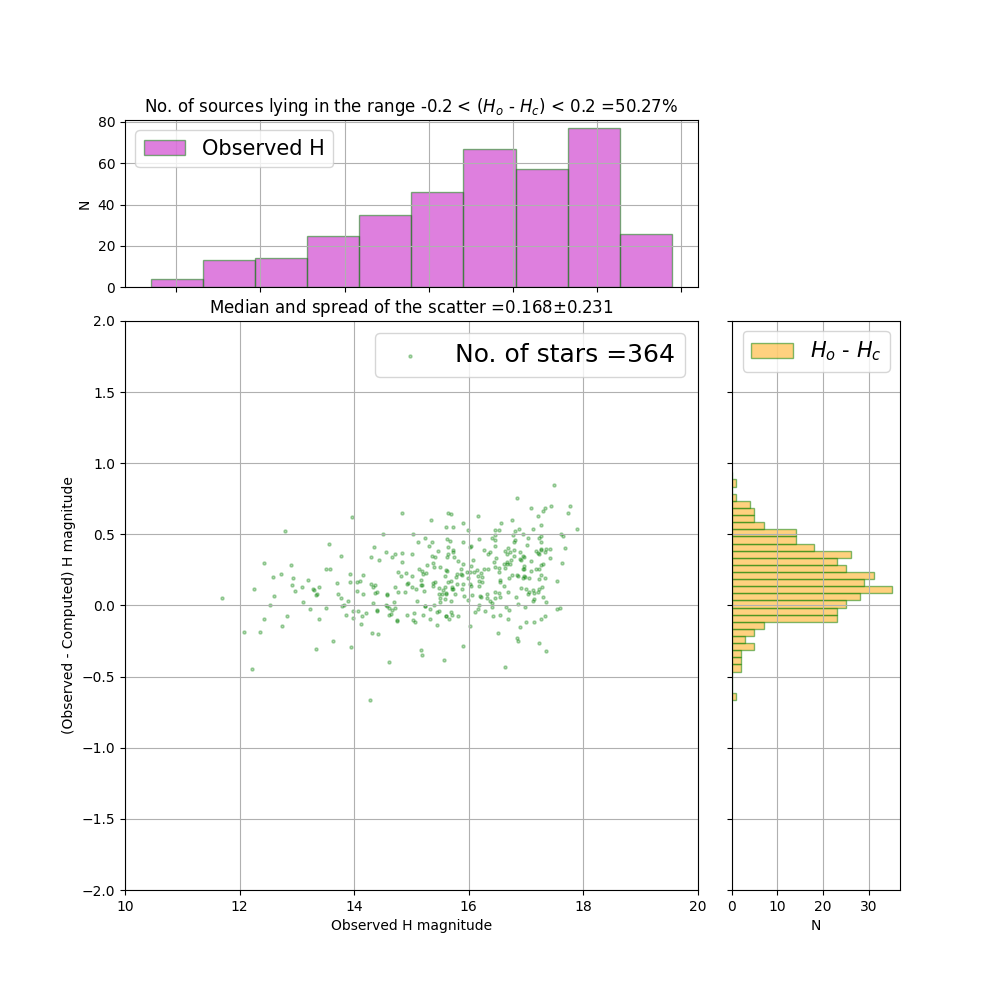 No. of sources lying in the range -0.2 < (H_o - H_c) < 0.2 =50.27%
80
60
40
20
0
N
Observed H
Median and spread of the scatter =0.168±0.231
2.0
1.5
1.0
0.5
0.0
−0.5
−1.0
−1.5
−2.0
(Observed - Computed) H magnitude
No. of stars =364
10 12 14 16 18 20
Observed H magnitude
H_o - H_c
0 10 20 30
N